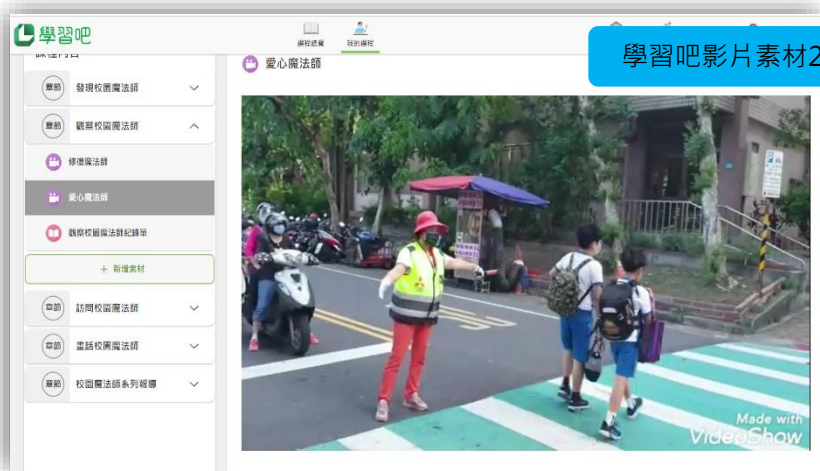 學習吧
課程總覽
我的課程
學習吧影片素材2
課程內容
章節 發現校園魔法師
章節 觀察校園魔法師
修復魔法師
愛心魔法師
觀察校園魔法師紀錄單
+ 新增素材
章節 訪問校園魔法師
章節 畫話校園魔法師
章節 校園魔法師系列報導
愛心魔法師
Made with
VideoShow